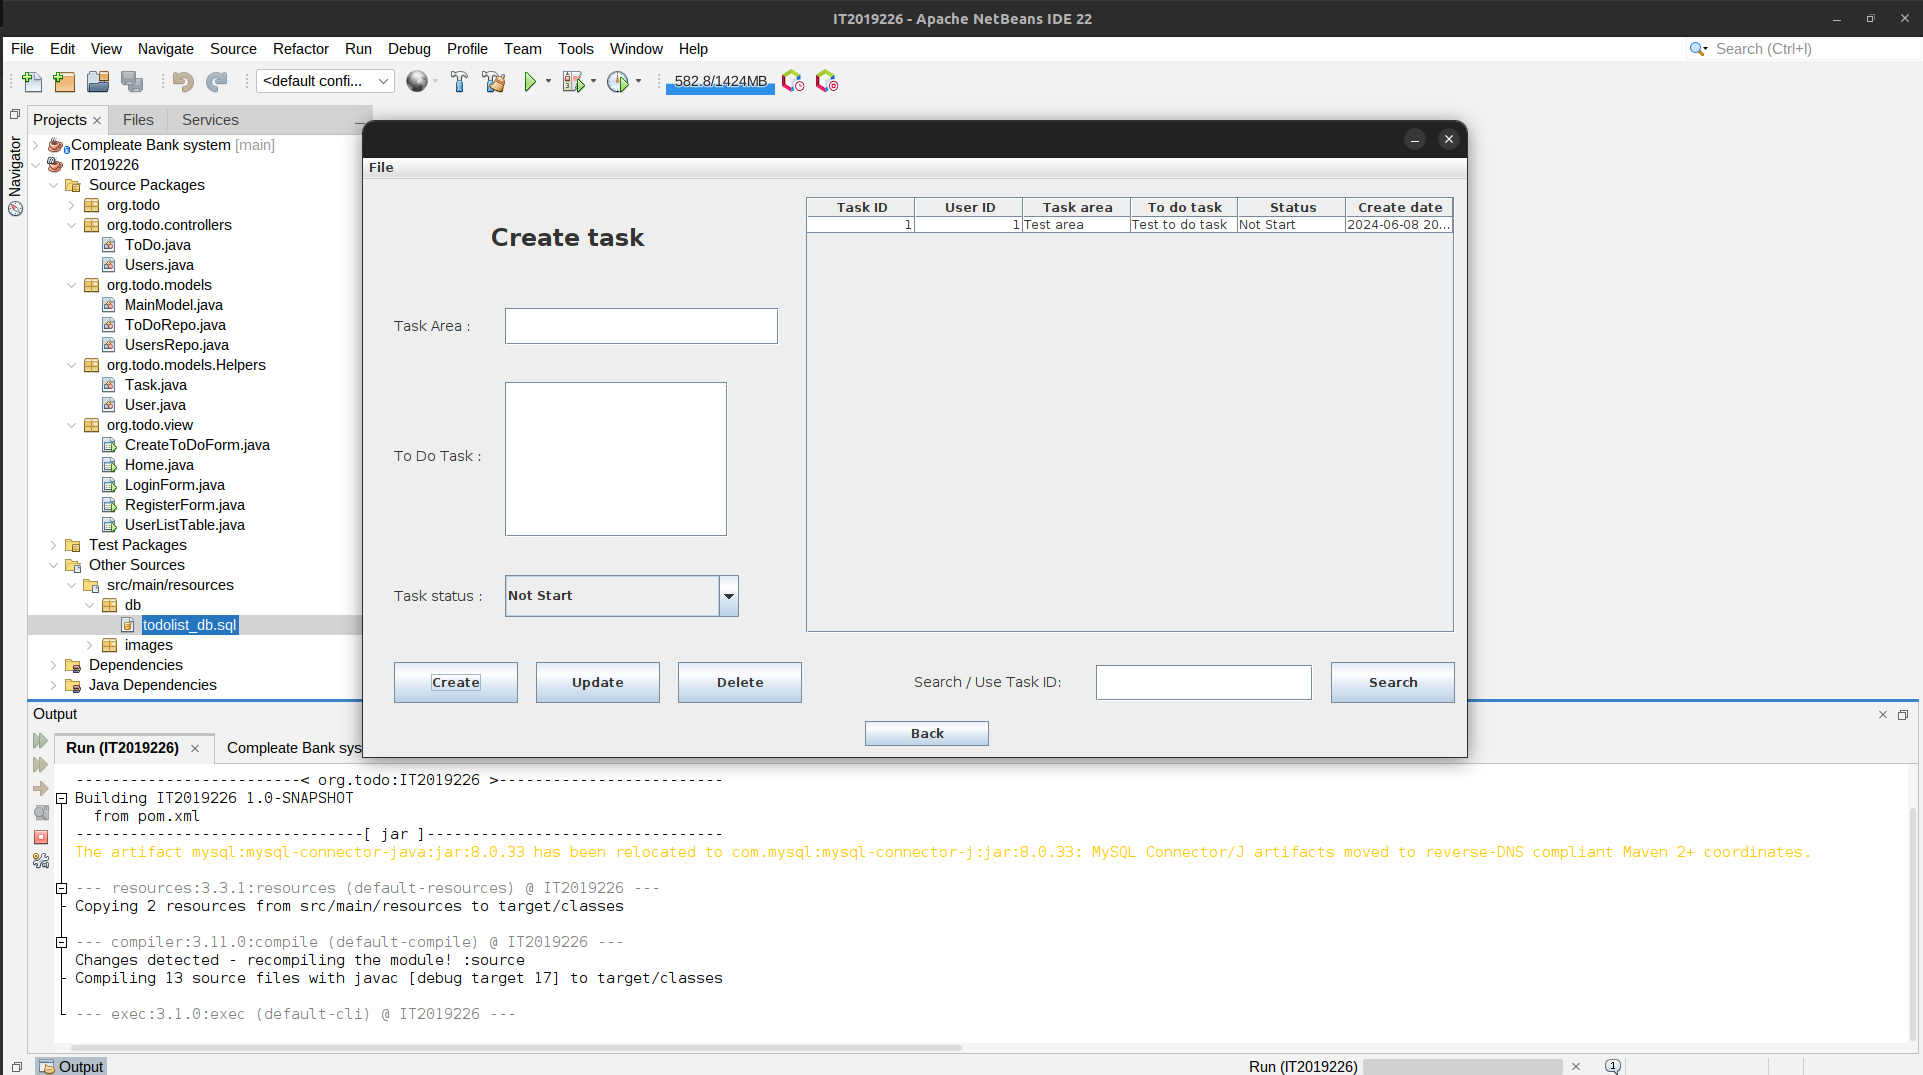 IT2019226 - Apache NetBeans IDE 22
File Edit View Navigate Source Refactor Run Debug Profile Team Tools Window Help
Search (Ctrl+I)
<default confi...
582.8/1424MB
Projects Files Services
Navigator
Compleate Bank system [main]
IT2019226
Source Packages
org.todo
org.todo.controllers
ToDo.java
Users.java
org.todo.models
MainModel.java
ToDoRepo.java
UsersRepo.java
org.todo.models.Helpers
Task.java
User.java
org.todo.view
CreateToDoForm.java
Home.java
LoginForm.java
RegisterForm.java
UserListTable.java
Test Packages
Other Sources
src/main/resources
db
todolist_db.sql
images
Dependencies
Java Dependencies
File
Create task
Task Area :
To Do Task :
Task status :
Not Start
Create Update Delete
Task ID User ID Task area To do task Status Create date
1 1 Test area Test to do task Not Start 2024-06-08 20...
Search / Use Task ID:
Search
Back
Output
Run (IT2019226)
Compleate Bank sys
------------------------< org.todo:IT2019226 >-------------------------
Building IT2019226 1.0-SNAPSHOT
from pom.xml
--------------------------------[ jar ]---------------------------------
The artifact mysql:mysql-connector-java:jar:8.0.33 has been relocated to com.mysql:mysql-connector-j:jar:8.0.33: MySQL Connector/J artifacts moved to reverse-DNS compliant Maven 2+ coordinates.
--- resources:3.3.1:resources (default-resources) @ IT2019226 ---
Copying 2 resources from src/main/resources to target/classes
--- compiler:3.11.0:compile (default-compile) @ IT2019226 ---
Changes detected - recompiling the module! :source
Compiling 13 source files with javac [debug target 17] to target/classes
--- exec:3.1.0:exec (default-cli) @ IT2019226 ---
Output
Run (IT2019226)
1